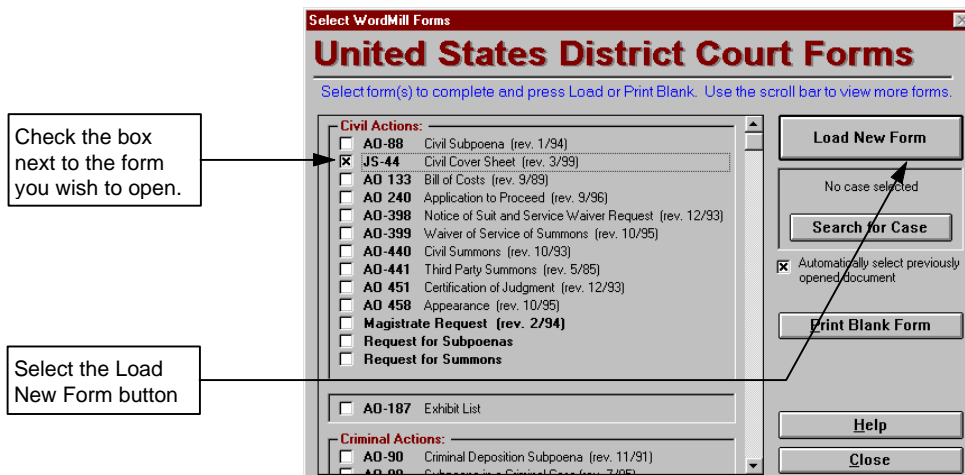 Select WordMill Forms
United States District Court Forms
Select form(s) to complete and press Load or Print Blank. Use the scroll bar to view more forms.
Check the box
next to the form
you wish to open.
Civil Actions:
AO-88 Civil Subpoena (rev. 1/94)
JS-44 Civil Cover Sheet (rev. 3/99)
AO 133 Bill of Costs (rev. 9/89)
AO 240 Application to Proceed (rev. 9/96)
AO-398 Notice of Suit and Service Waiver Request (rev. 12/93)
AO-399 Waiver of Service of Summons (rev. 10/95)
AO-440 Civil Summons (rev. 10/93)
AO-441 Third Party Summons (rev. 5/85)
AO 451 Certification of Judgment (rev. 12/93)
AO 458 Appearance (rev. 10/95)
Magistrate Request (rev. 2/94)
Request for Subpoenas
Request for Summons
AO-187 Exhibit List
Criminal Actions:
AO-90 Criminal Deposition Subpoena (rev. 11/91)
Subpoena in a Criminal Case (rev. 7/95)
Load New Form
No case selected
Search for Case
Automatically select previously
opened document
Print Blank Form
Help
Close
Select the Load
New Form button